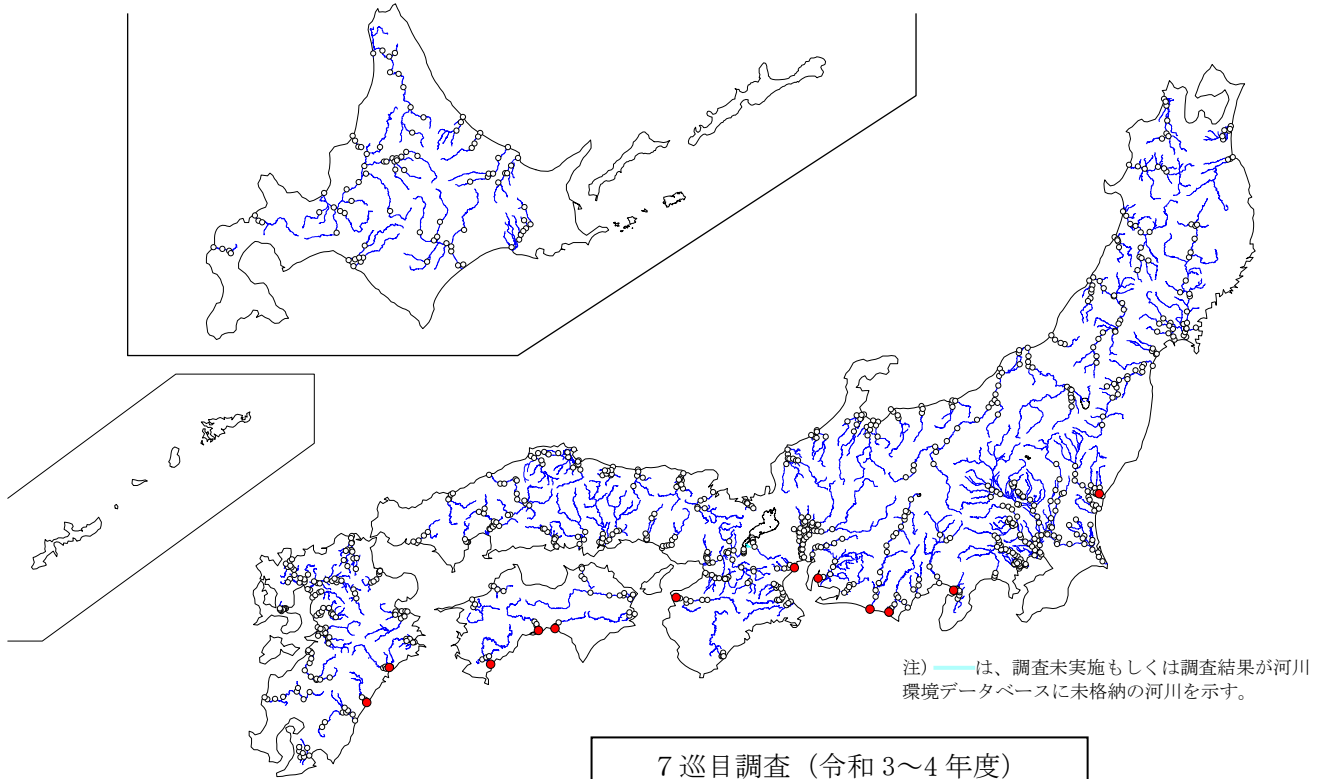 注) は、調査未実施もしくは調査結果が河川
環境データベースに未格納の河川を示す。
7 巡目調査（令和 3～4 年度）